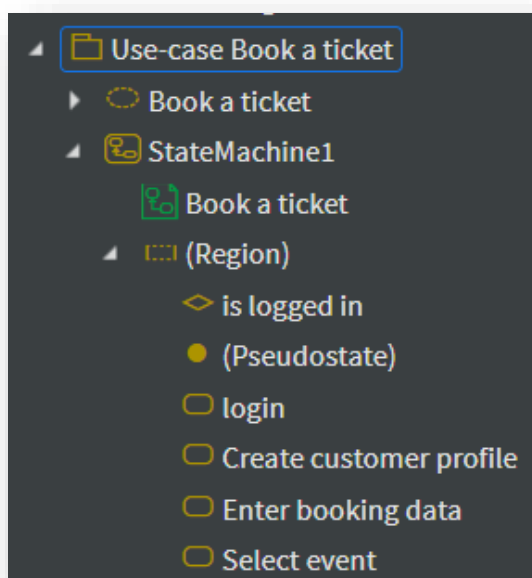 Use-case Book a ticket
Book a ticket
StateMachine1
Book a ticket
(Region)
is logged in
(Pseudostate)
login
Create customer profile
Enter booking data
Select event